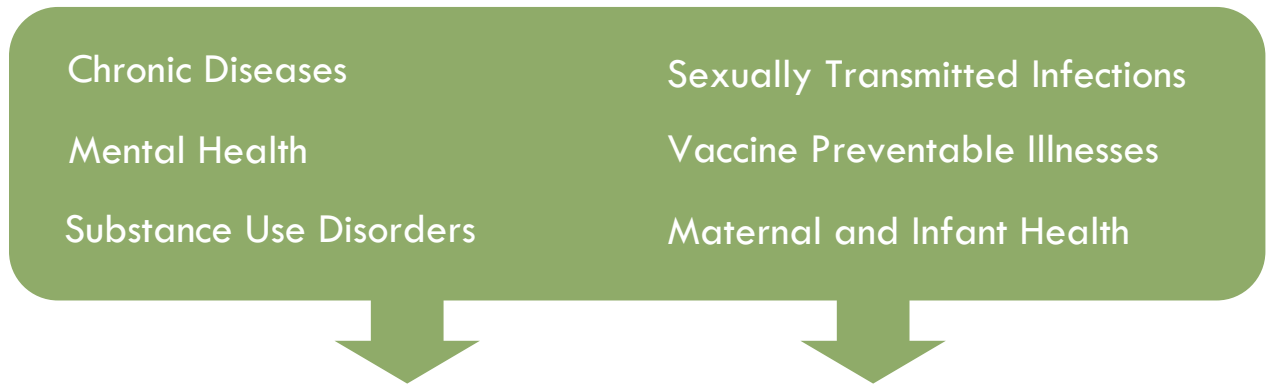 Chronic Diseases
Mental Health
Substance Use Disorders
Sexually Transmitted Infections
Vaccine Preventable Illnesses
Maternal and Infant Health